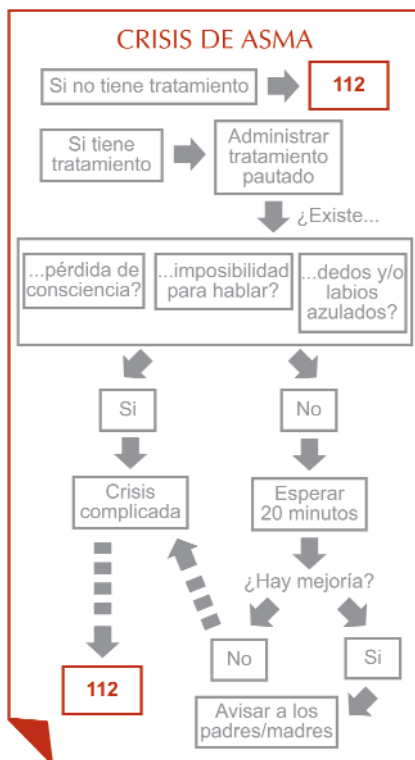 CRISIS DE ASMA
Si no tiene tratamiento
112
Si tiene
tratamiento
Administrar
tratamiento
pautado
¿Existe...
...pérdida de
consciencia?
...imposibilidad
para hablar?
...dedos y/o
labios
azulados?
Si
No
Crisis
complicada
Esperar
20 minutos
¿Hay mejoría?
No
Si
112
Avisar a los
padres/madres